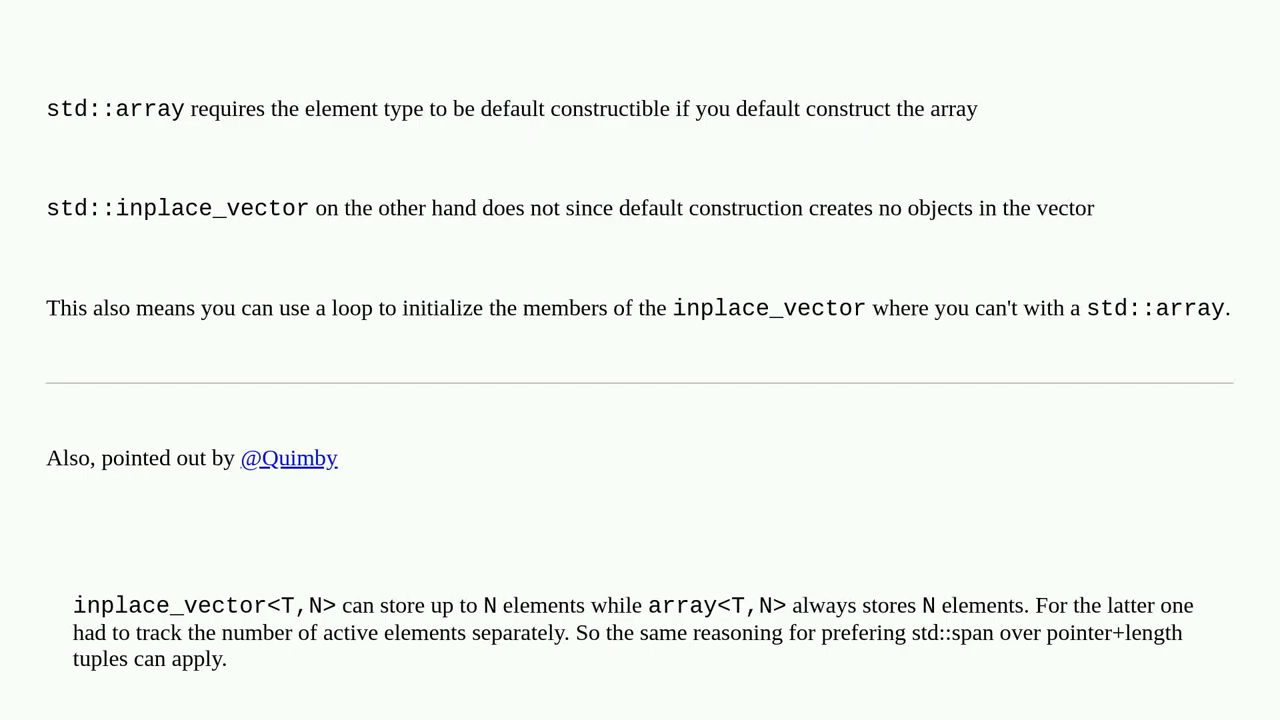 std::array requires the element type to be default constructible if you default construct the array
std::inplace_vector on the other hand does not since default construction creates no objects in the vector
This also means you can use a loop to initialize the members of the inplace_vector where you can't with a std::array.
Also, pointed out by @Quimby
inplace_vector<T,N> can store up to N elements while array<T,N> always stores N elements. For the latter one
had to track the number of active elements separately. So the same reasoning for prefering std::span over pointer+length
tuples can apply.